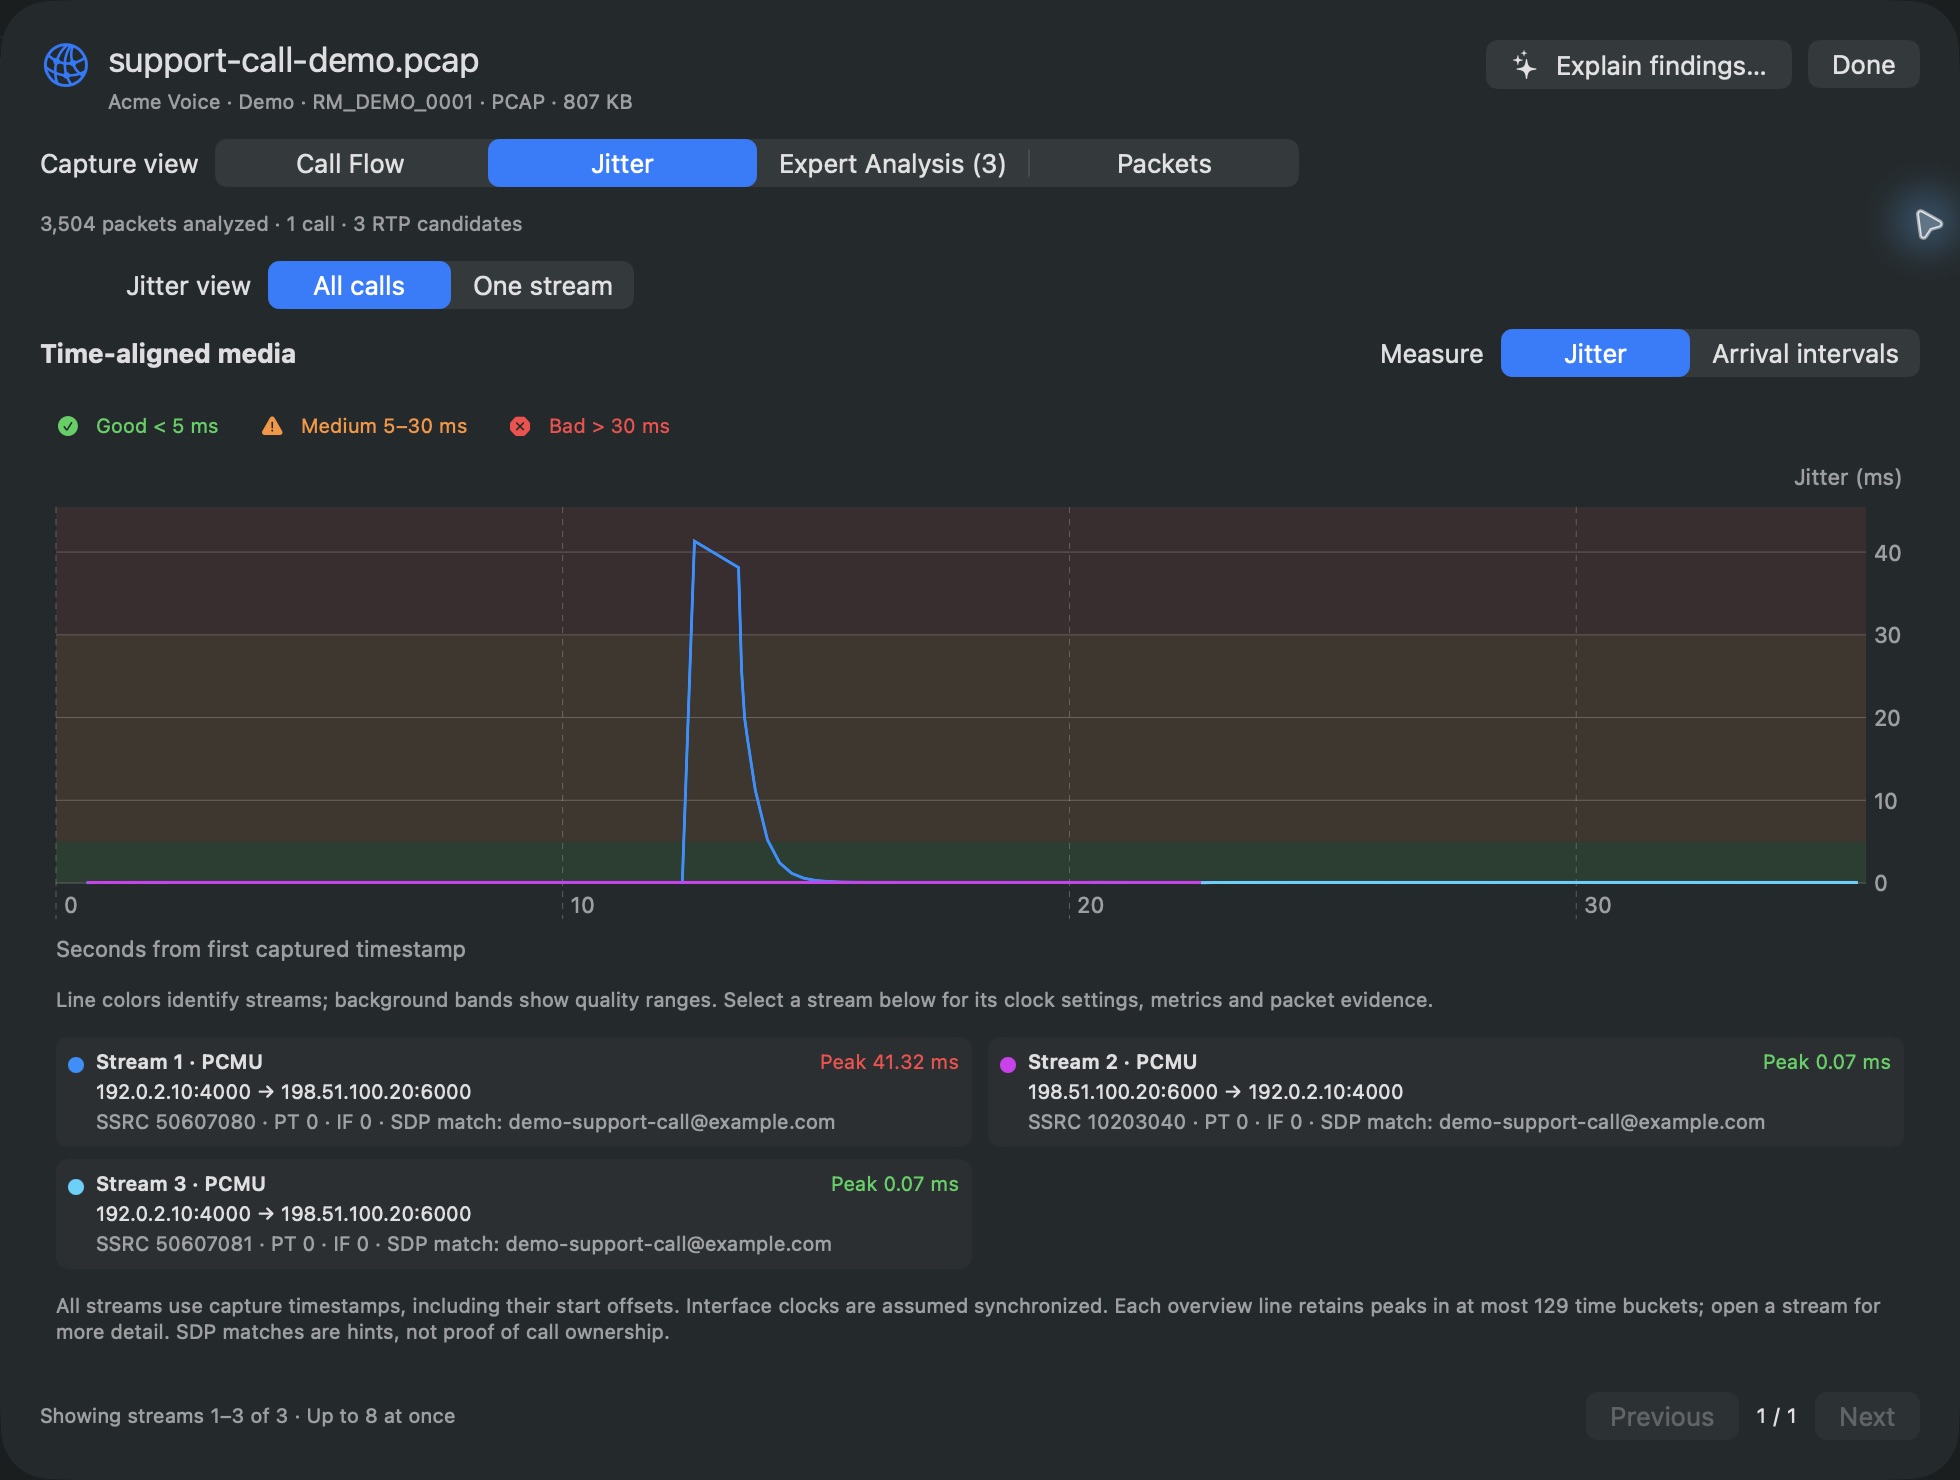 support-call-demo.pcap
Acme Voice · Demo · RM_DEMO_0001 · PCAP · 807 KB
Explain findings...
Done
Capture view
Call Flow
Jitter
Expert Analysis (3)
Packets
3,504 packets analyzed · 1 call · 3 RTP candidates
Jitter view
All calls
One stream
Time-aligned media
Measure
Jitter
Arrival intervals
Good < 5 ms
Medium 5–30 ms
Bad > 30 ms
Jitter (ms)
40
30
20
10
0
0
10
20
30
Seconds from first captured timestamp
Line colors identify streams; background bands show quality ranges. Select a stream below for its clock settings, metrics and packet evidence.
Stream 1 · PCMU
Peak 41.32 ms
192.0.2.10:4000 → 198.51.100.20:6000
SSRC 50607080 · PT 0 · IF 0 · SDP match: demo-support-call@example.com
Stream 2 · PCMU
Peak 0.07 ms
198.51.100.20:6000 → 192.0.2.10:4000
SSRC 10203040 · PT 0 · IF 0 · SDP match: demo-support-call@example.com
Stream 3 · PCMU
Peak 0.07 ms
192.0.2.10:4000 → 198.51.100.20:6000
SSRC 50607081 · PT 0 · IF 0 · SDP match: demo-support-call@example.com
All streams use capture timestamps, including their start offsets. Interface clocks are assumed synchronized. Each overview line retains peaks in at most 129 time buckets; open a stream for
more detail. SDP matches are hints, not proof of call ownership.
Showing streams 1–3 of 3 · Up to 8 at once
Previous
1 / 1
Next